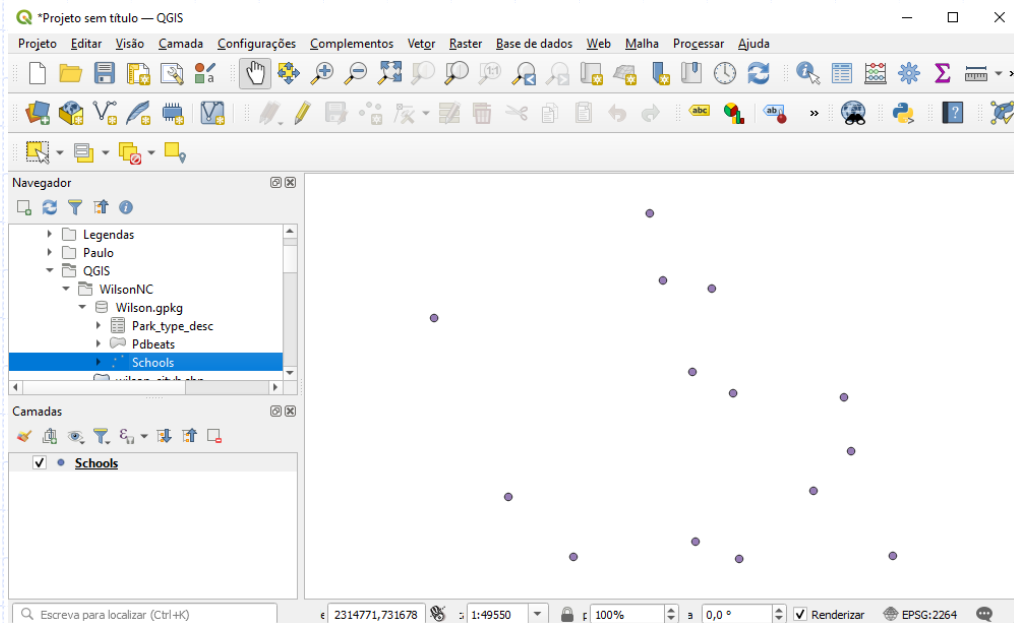 *Projeto sem título — QGIS
Projeto Editar Visão Camada Configurações Complementos Vetor Raster Base de dados Web Malha Processar Ajuda
abc
ab
Navegador
Legendas
Paulo
QGIS
WilsonNC
Wilson.gpkg
Park_type_desc
Pdbeats
Schools
Camadas
Schools
Escreva para localizar (Ctrl+K) 2314771,731678 1:49550 100% 0,0 ° Renderizar EPSG:2264